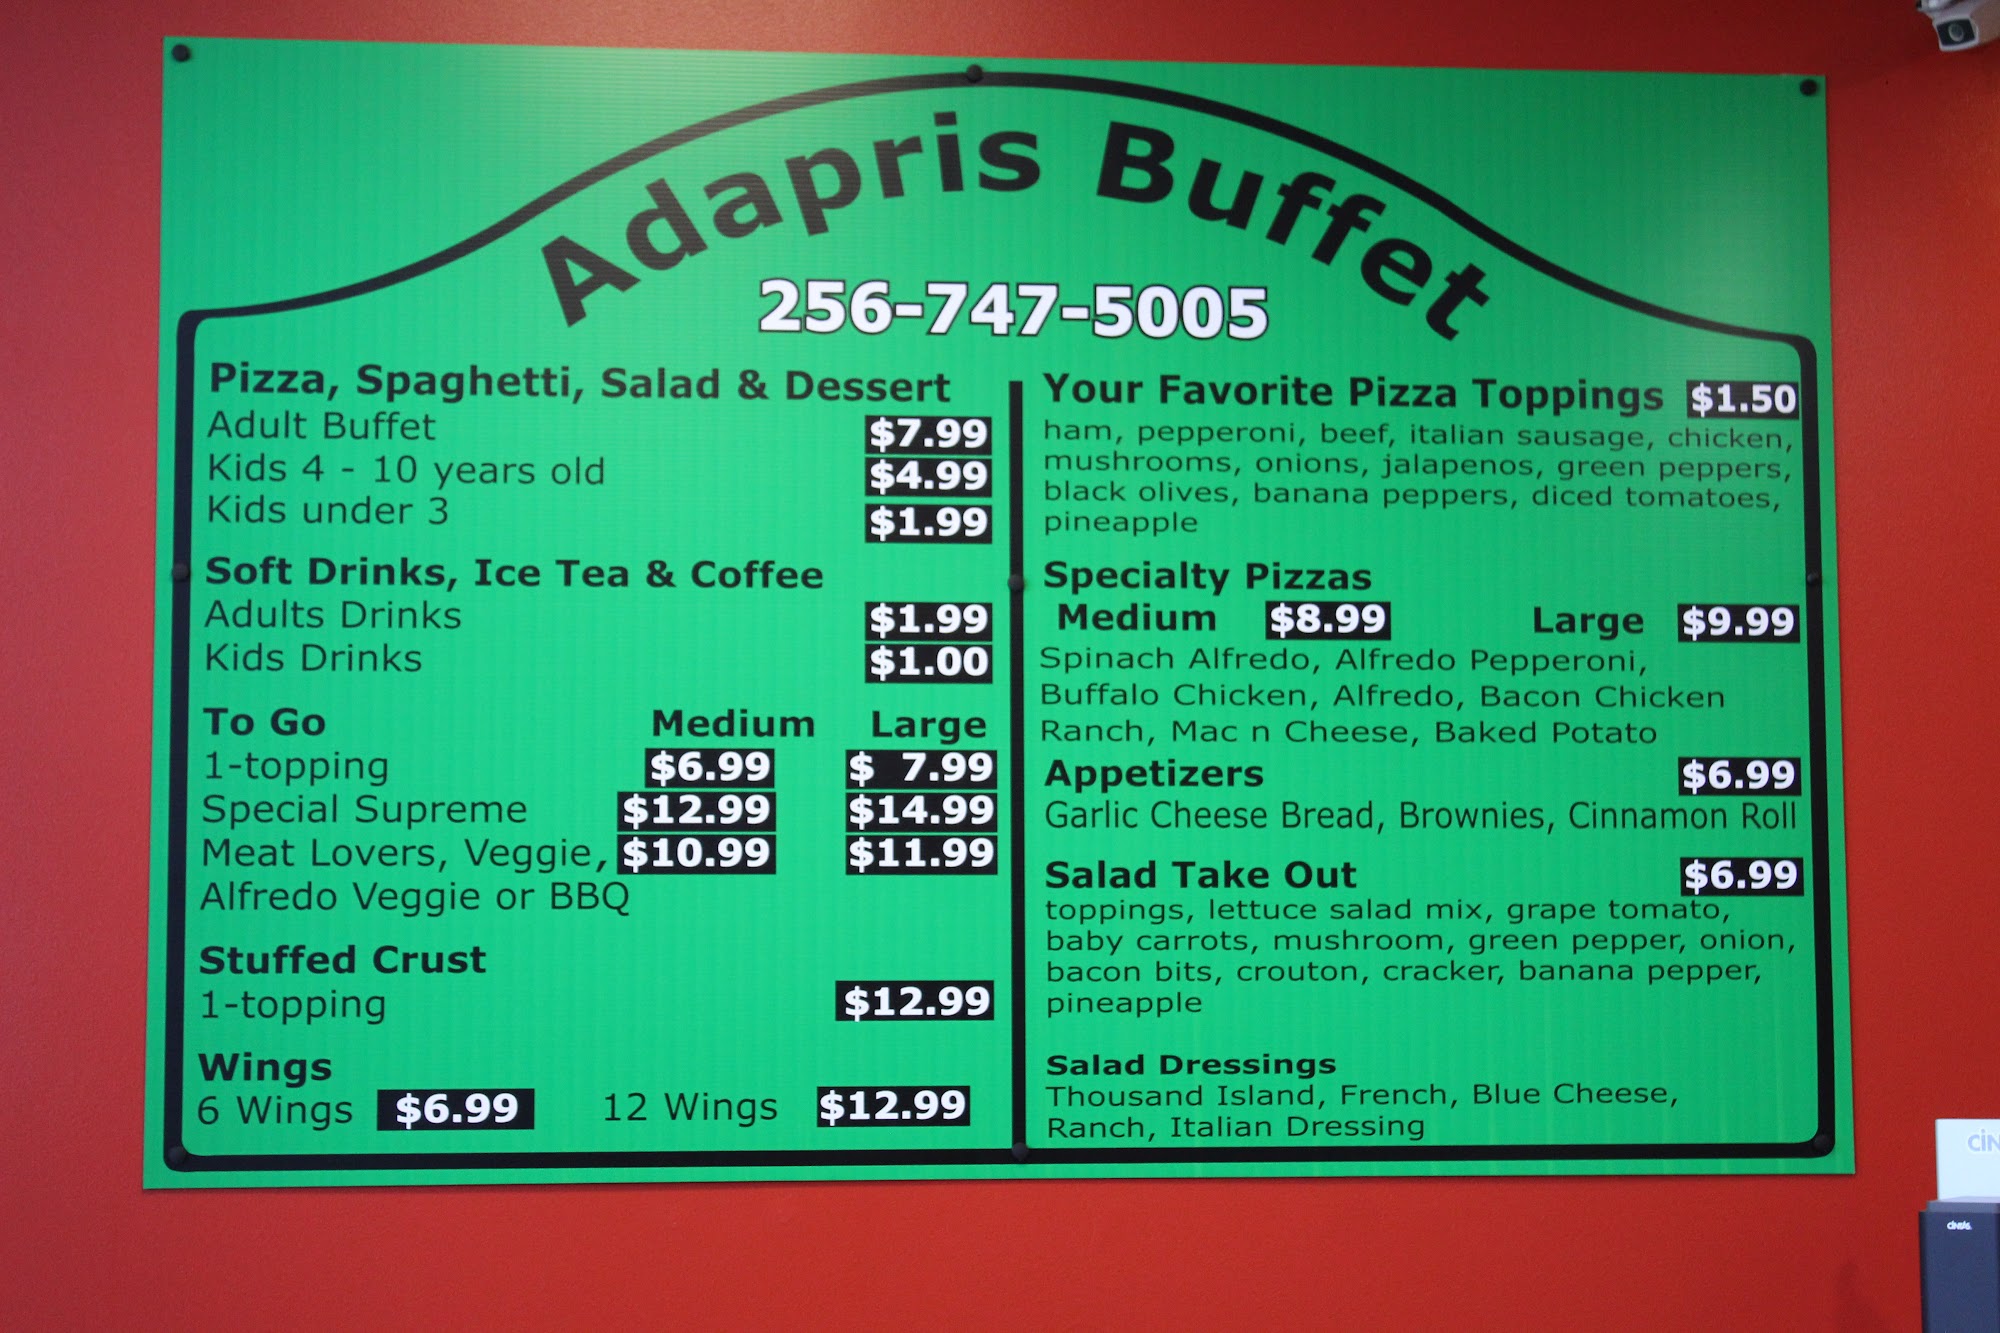 Adapris Buffet
256-747-5005
Pizza, Spaghetti, Salad & Dessert
Adult Buffet $7.99
Kids 4 - 10 years old $4.99
Kids under 3 $1.99
Soft Drinks, Ice Tea & Coffee
Adults Drinks $1.99
Kids Drinks $1.00
To Go Medium Large
1-topping $6.99 $ 7.99
Special Supreme $12.99 $14.99
Meat Lovers, Veggie, $10.99 $11.99
Alfredo Veggie or BBQ
Stuffed Crust
1-topping $12.99
Wings
6 Wings $6.99 12 Wings $12.99
Your Favorite Pizza Toppings $1.50
ham, pepperoni, beef, italian sausage, chicken,
mushrooms, onions, jalapenos, green peppers,
black olives, banana peppers, diced tomatoes,
pineapple
Specialty Pizzas
Medium $8.99 Large $9.99
Spinach Alfredo, Alfredo Pepperoni,
Buffalo Chicken, Alfredo, Bacon Chicken
Ranch, Mac n Cheese, Baked Potato
Appetizers $6.99
Garlic Cheese Bread, Brownies, Cinnamon Roll
Salad Take Out $6.99
toppings, lettuce salad mix, grape tomato,
baby carrots, mushroom, green pepper, onion,
bacon bits, crouton, cracker, banana pepper,
pineapple
Salad Dressings
Thousand Island, French, Blue Cheese,
Ranch, Italian Dressing